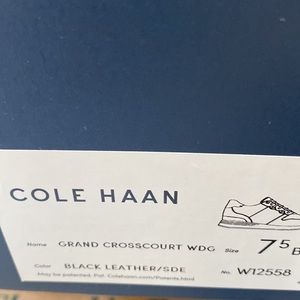 COLE HAAN
Name GRAND CROSSCOURT WDG Size 7 5 B
Color BLACK LEATHER/SDE No. W12558
May be patented. Pat. Colehaan.com/Patents.html